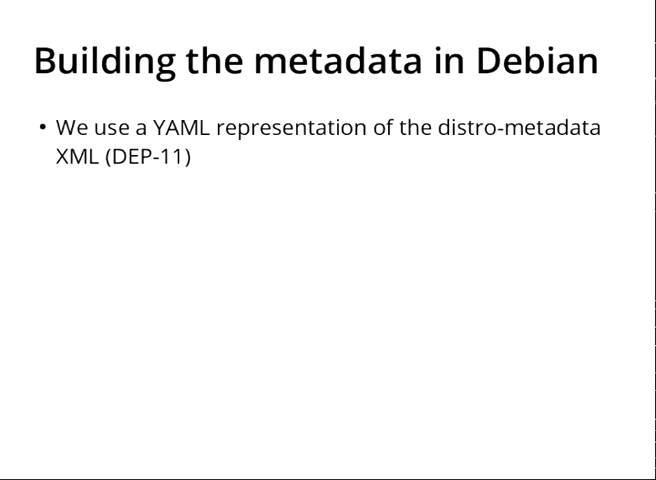 Building the metadata in Debian
• We use a YAML representation of the distro-metadata
XML (DEP-11)